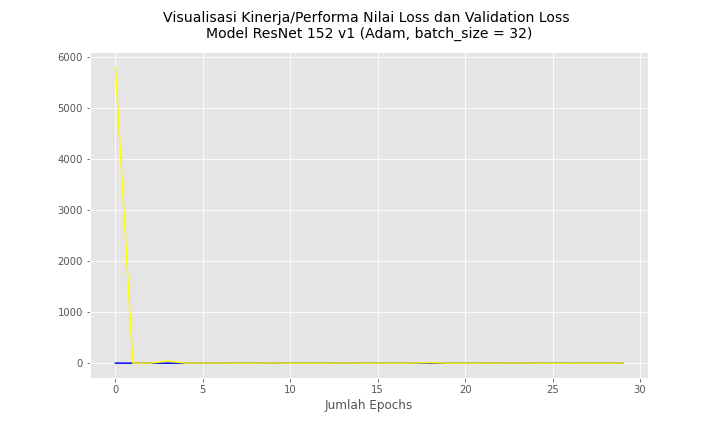 Visualisasi Kinerja/Performa Nilai Loss dan Validation Loss
Model ResNet 152 v1 (Adam, batch_size = 32)
6000
5000
4000
3000
2000
1000
0
0 5 10 15 20 25 30
Jumlah Epochs